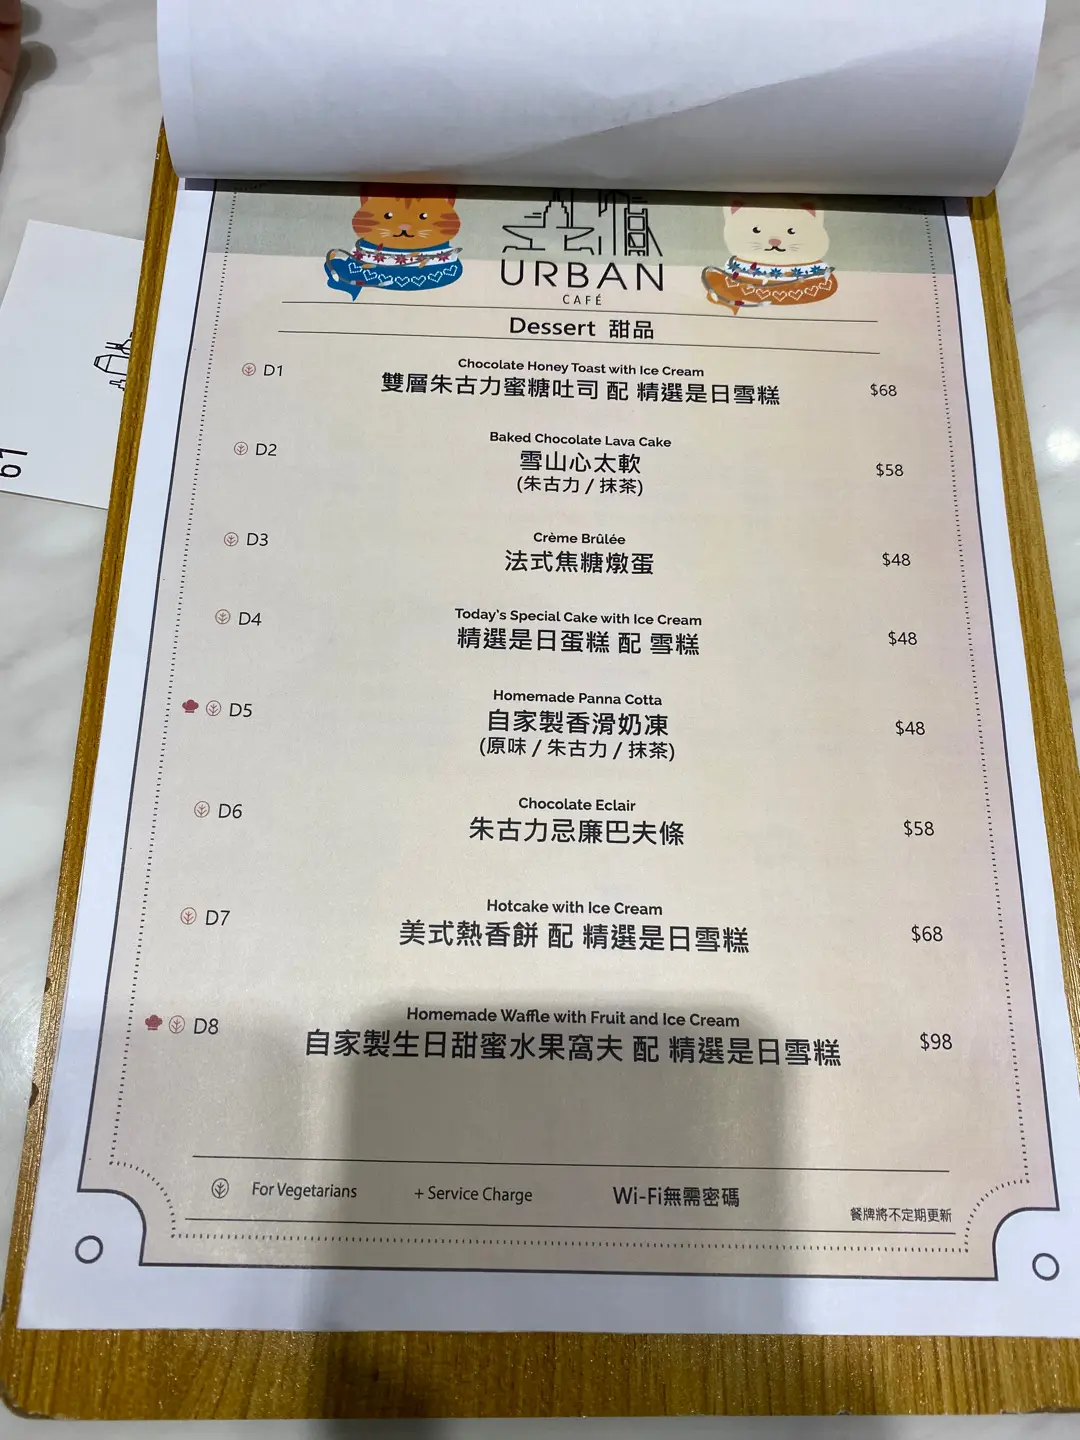 URBAN
CAFÉ
Dessert 甜品
D1
Chocolate Honey Toast with Ice Cream
雙層朱古力蜜糖吐司 配 精選是日雪糕
$68
D2
Baked Chocolate Lava Cake
雪山心太軟
(朱古力 / 抹茶)
$58
D3
Crème Brûlée
法式焦糖燉蛋
$48
D4
Today's Special Cake with Ice Cream
精選是日蛋糕 配 雪糕
$48
D5
Homemade Panna Cotta
自家製香滑奶凍
(原味 / 朱古力 / 抹茶)
$48
D6
Chocolate Eclair
朱古力忌廉巴夫條
$58
D7
Hotcake with Ice Cream
美式熱香餅 配 精選是日雪糕
$68
D8
Homemade Waffle with Fruit and Ice Cream
自家製生日甜蜜水果窩夫 配 精選是日雪糕
$98
For Vegetarians
+ Service Charge
Wi-Fi無需密碼
餐牌將不定期更新